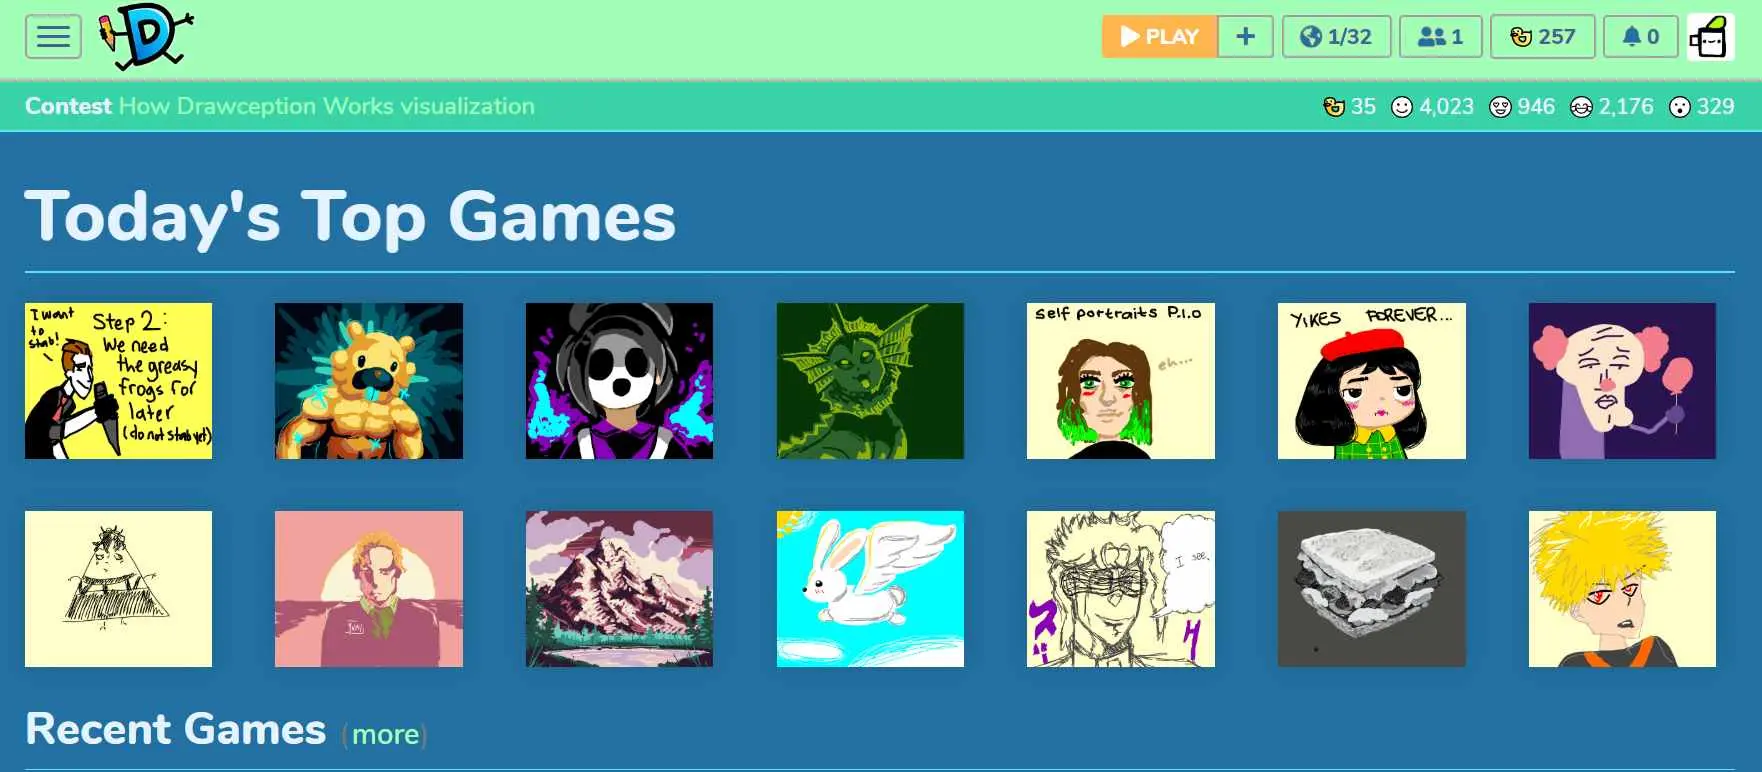 D
PLAY + 1/32 1 257 0
Contest How Drawception Works visualization 35 4,023 946 2,176 329
Today's Top Games
I want
to
stab!
Step 2:
We need
the greasy
frogs for
later
(do not stab yet)
self portraits P.I.O
eh...
YIKES FOREVER...
I see,
Recent Games (more)